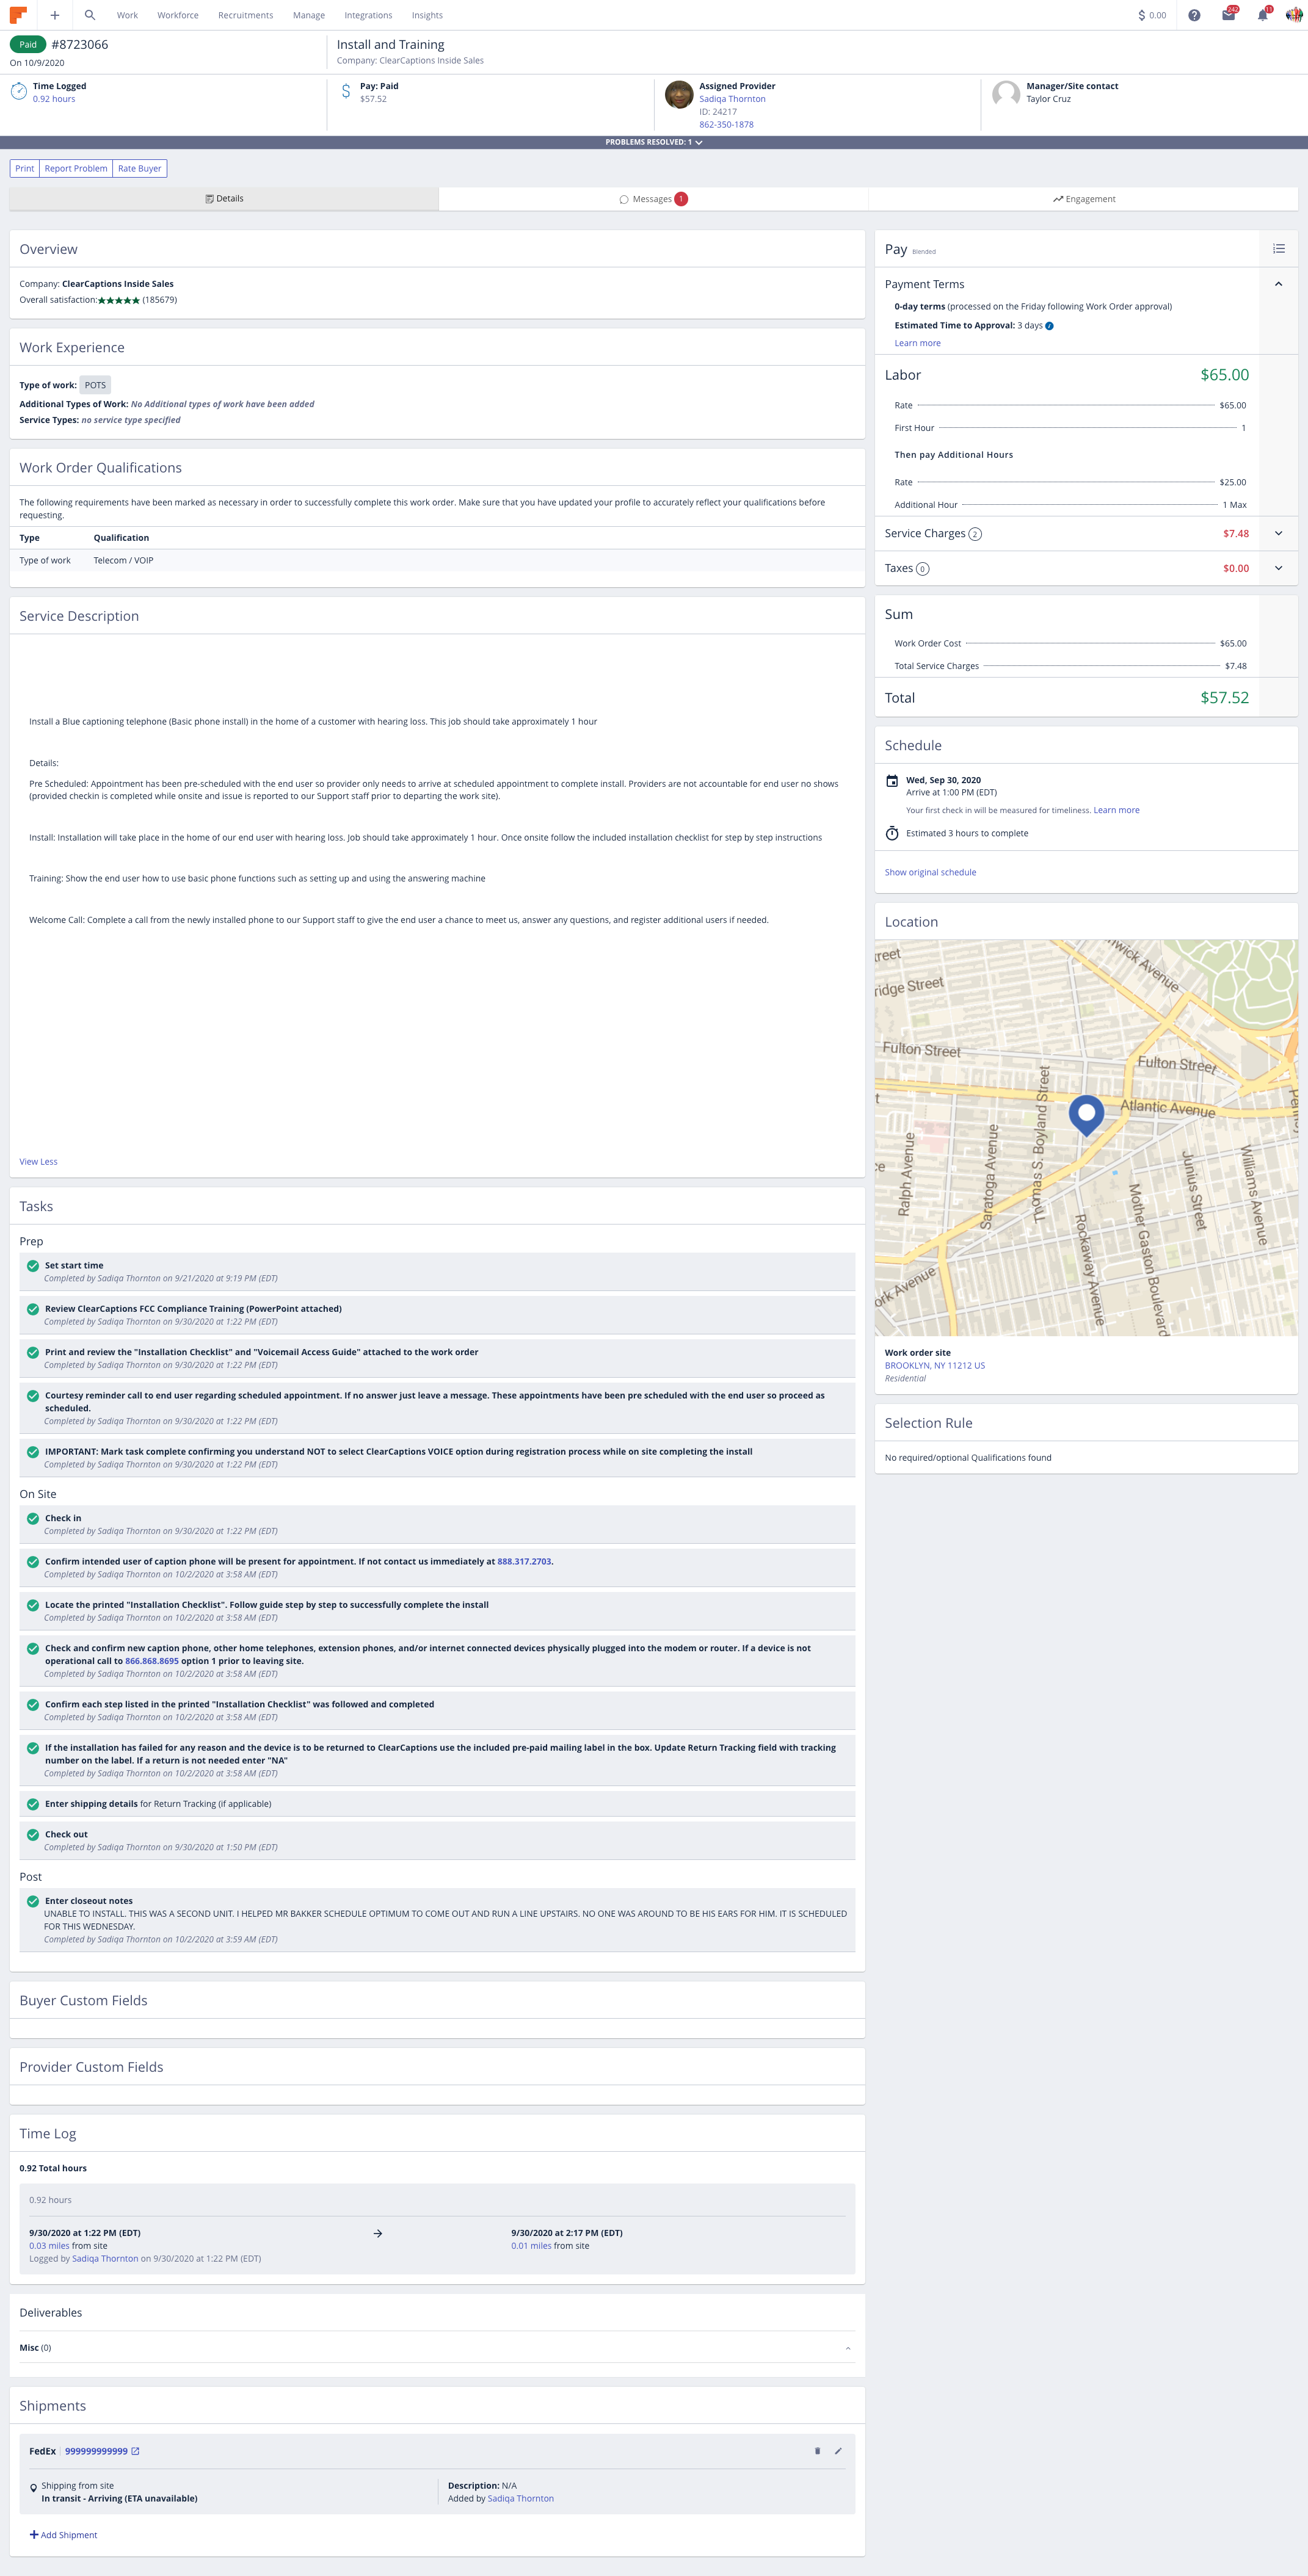 Work Workforce Recruitments Manage Integrations Insights $ 0.00 242 11
Paid #8723066
On 10/9/2020
Install and Training
Company: ClearCaptions Inside Sales
Time Logged
0.92 hours
Pay: Paid
$57.52
Assigned Provider
Sadiqa Thornton
ID: 24217
862-350-1878
Manager/Site contact
Taylor Cruz
PROBLEMS RESOLVED: 1
Print Report Problem Rate Buyer
Details Messages 1 Engagement
Overview
Company: ClearCaptions Inside Sales
Overall satisfaction:★★★★★ (185679)
Work Experience
Type of work: POTS
Additional Types of Work: No Additional types of work have been added
Service Types: no service type specified
Work Order Qualifications
The following requirements have been marked as necessary in order to successfully complete this work order. Make sure that you have updated your profile to accurately reflect your qualifications before
requesting.
Type Qualification
Type of work Telecom / VOIP
Service Description
Install a Blue captioning telephone (Basic phone install) in the home of a customer with hearing loss. This job should take approximately 1 hour
Details:
Pre Scheduled: Appointment has been pre-scheduled with the end user so provider only needs to arrive at scheduled appointment to complete install. Providers are not accountable for end user no shows
(provided checkin is completed while onsite and issue is reported to our Support staff prior to departing the work site).
Install: Installation will take place in the home of our end user with hearing loss. Job should take approximately 1 hour. Once onsite follow the included installation checklist for step by step instructions
Training: Show the end user how to use basic phone functions such as setting up and using the answering machine
Welcome Call: Complete a call from the newly installed phone to our Support staff to give the end user a chance to meet us, answer any questions, and register additional users if needed.
View Less
Tasks
Prep
Set start time
Completed by Sadiqa Thornton on 9/21/2020 at 9:19 PM (EDT)
Review ClearCaptions FCC Compliance Training (PowerPoint attached)
Completed by Sadiqa Thornton on 9/30/2020 at 1:22 PM (EDT)
Print and review the "Installation Checklist" and "Voicemail Access Guide" attached to the work order
Completed by Sadiqa Thornton on 9/30/2020 at 1:22 PM (EDT)
Courtesy reminder call to end user regarding scheduled appointment. If no answer just leave a message. These appointments have been pre scheduled with the end user so proceed as
scheduled.
Completed by Sadiqa Thornton on 9/30/2020 at 1:22 PM (EDT)
IMPORTANT: Mark task complete confirming you understand NOT to select ClearCaptions VOICE option during registration process while on site completing the install
Completed by Sadiqa Thornton on 9/30/2020 at 1:22 PM (EDT)
On Site
Check in
Completed by Sadiqa Thornton on 9/30/2020 at 1:22 PM (EDT)
Confirm intended user of caption phone will be present for appointment. If not contact us immediately at 888.317.2703.
Completed by Sadiqa Thornton on 10/2/2020 at 3:58 AM (EDT)
Locate the printed "Installation Checklist". Follow guide step by step to successfully complete the install
Completed by Sadiqa Thornton on 10/2/2020 at 3:58 AM (EDT)
Check and confirm new caption phone, other home telephones, extension phones, and/or internet connected devices physically plugged into the modem or router. If a device is not
operational call to 866.868.8695 option 1 prior to leaving site.
Completed by Sadiqa Thornton on 10/2/2020 at 3:58 AM (EDT)
Confirm each step listed in the printed "Installation Checklist" was followed and completed
Completed by Sadiqa Thornton on 10/2/2020 at 3:58 AM (EDT)
If the installation has failed for any reason and the device is to be returned to ClearCaptions use the included pre-paid mailing label in the box. Update Return Tracking field with tracking
number on the label. If a return is not needed enter "NA"
Completed by Sadiqa Thornton on 10/2/2020 at 3:58 AM (EDT)
Enter shipping details for Return Tracking (if applicable)
Check out
Completed by Sadiqa Thornton on 9/30/2020 at 1:50 PM (EDT)
Post
Enter closeout notes
UNABLE TO INSTALL. THIS WAS A SECOND UNIT. I HELPED MR BAKKER SCHEDULE OPTIMUM TO COME OUT AND RUN A LINE UPSTAIRS. NO ONE WAS AROUND TO BE HIS EARS FOR HIM. IT IS SCHEDULED
FOR THIS WEDNESDAY.
Completed by Sadiqa Thornton on 10/2/2020 at 3:59 AM (EDT)
Buyer Custom Fields
Provider Custom Fields
Time Log
0.92 Total hours
0.92 hours
9/30/2020 at 1:22 PM (EDT) → 9/30/2020 at 2:17 PM (EDT)
0.03 miles from site 0.01 miles from site
Logged by Sadiqa Thornton on 9/30/2020 at 1:22 PM (EDT)
Deliverables
Misc (0)
Shipments
FedEx 999999999999
Shipping from site
In transit - Arriving (ETA unavailable)
Description: N/A
Added by Sadiqa Thornton
Add Shipment
Pay Blended
Payment Terms
0-day terms (processed on the Friday following Work Order approval)
Estimated Time to Approval: 3 days
Learn more
Labor $65.00
Rate $65.00
First Hour 1
Then pay Additional Hours
Rate $25.00
Additional Hour 1 Max
Service Charges 2 $7.48
Taxes 0 $0.00
Sum
Work Order Cost $65.00
Total Service Charges $7.48
Total $57.52
Schedule
Wed, Sep 30, 2020
Arrive at 1:00 PM (EDT)
Your first check in will be measured for timeliness. Learn more
Estimated 3 hours to complete
Show original schedule
Location
Fulton Street
Fulton Street
Atlantic Avenue
Ralph Avenue
Saratoga Avenue
Thomas S. Boyland Street
Rockaway Avenue
Mother Gaston Boulevard
Junius Street
Williams Avenue
Work order site
BROOKLYN, NY 11212 US
Residential
Selection Rule
No required/optional Qualifications found